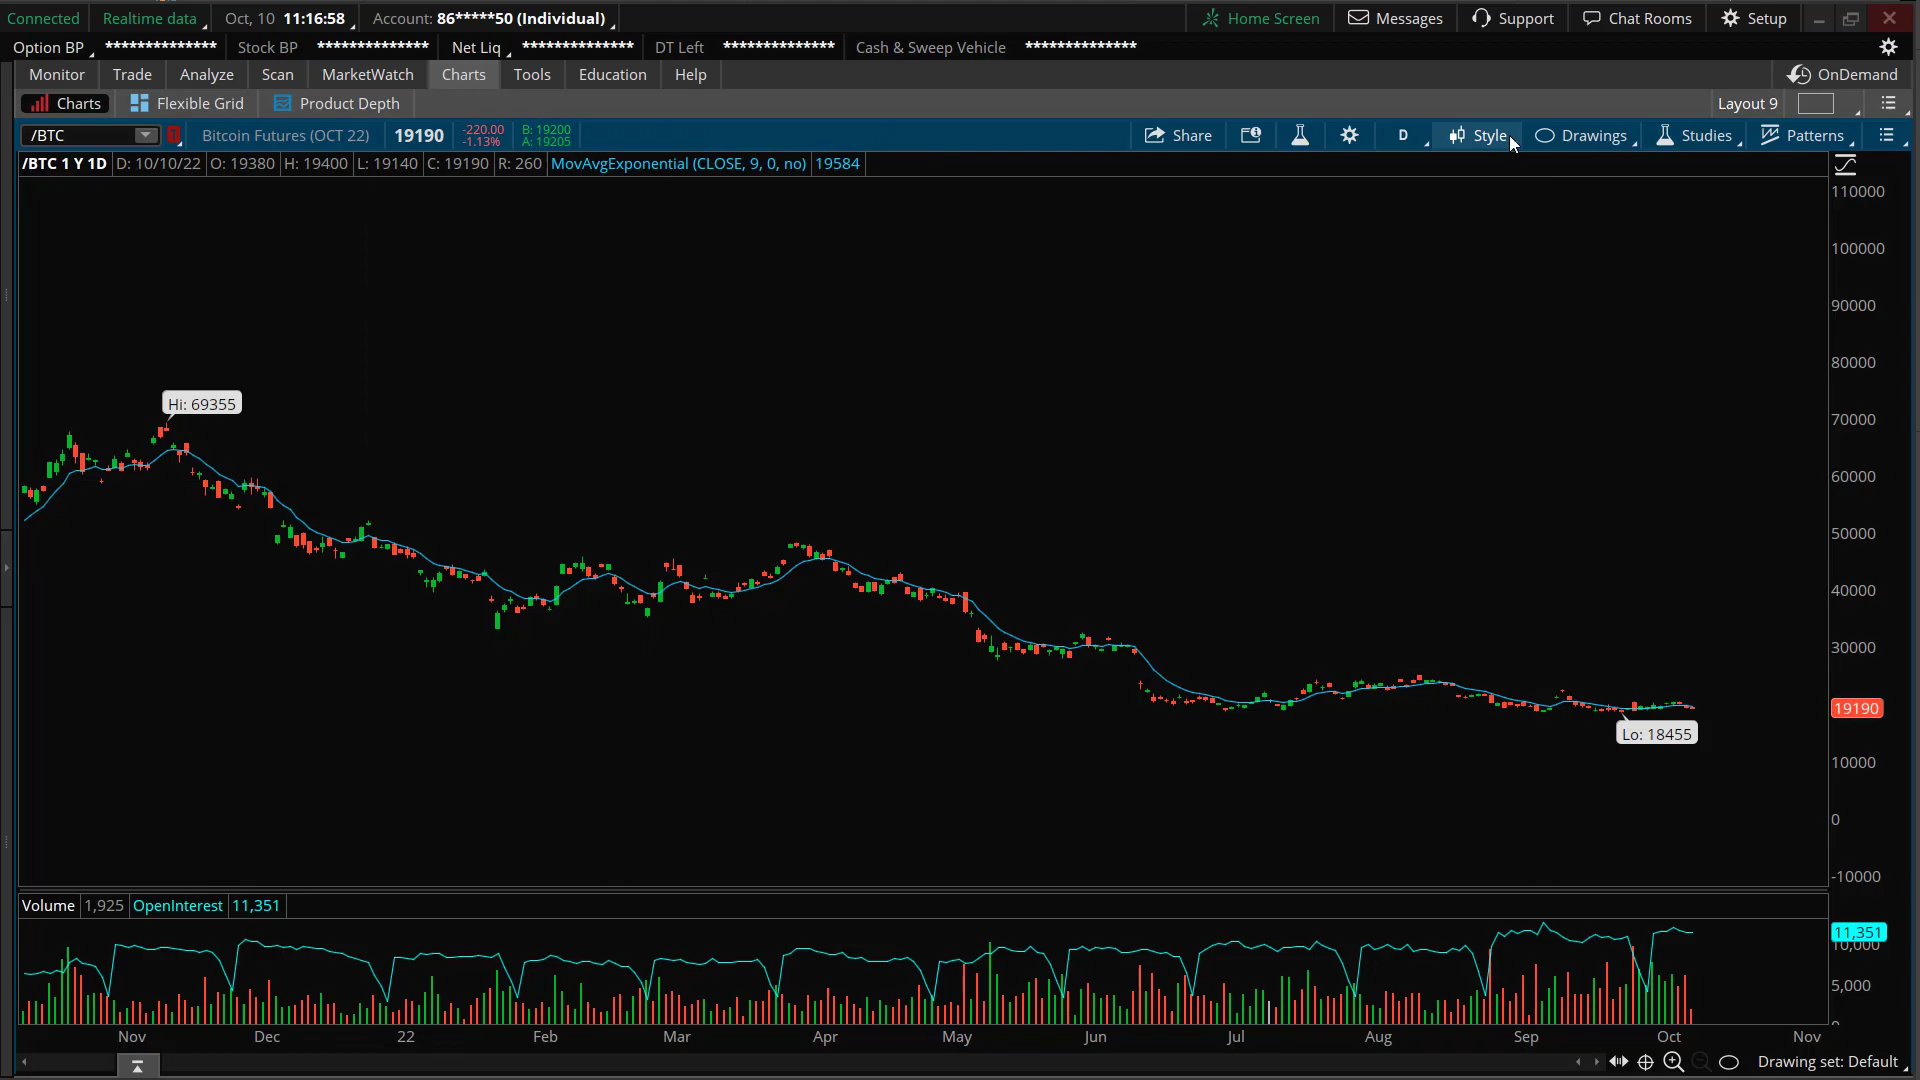 Connected Realtime data Oct, 10 11:16:58 Account: 86*****50 (Individual) Home Screen Messages Support Chat Rooms Setup
Option BP ************** Stock BP ************** Net Liq ************** DT Left ************** Cash & Sweep Vehicle **************
Monitor Trade Analyze Scan MarketWatch Charts Tools Education Help OnDemand
Charts Flexible Grid Product Depth Layout 9
/BTC Bitcoin Futures (OCT 22) 19190 -220.00 B: 19200 Share D Style Drawings Studies Patterns
-1.13% A: 19205
/BTC 1 Y 1D D: 10/10/22 O: 19380 H: 19400 L: 19140 C: 19190 R: 260 MovAvgExponential (CLOSE, 9, 0, no) 19584
110000
100000
90000
80000
Hi: 69355
70000
60000
50000
40000
30000
19190
Lo: 18455
10000
0
-10000
Volume 1,925 OpenInterest 11,351
11,351
10,000
5,000
0
Nov Dec 22 Feb Mar Apr May Jun Jul Aug Sep Oct Nov
Drawing set: Default